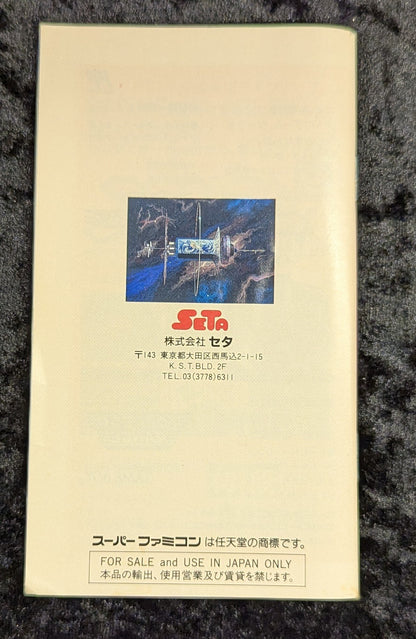 SETA
株式会社 セタ
〒143 東京都大田区西馬込2-1-15
K.S.T.BLD. 2F
TEL.03(3778)6311
スーパーファミコンは任天堂の商標です。
FOR SALE and USE IN JAPAN ONLY
本品の輸出、使用営業及び賃貸を禁じます。